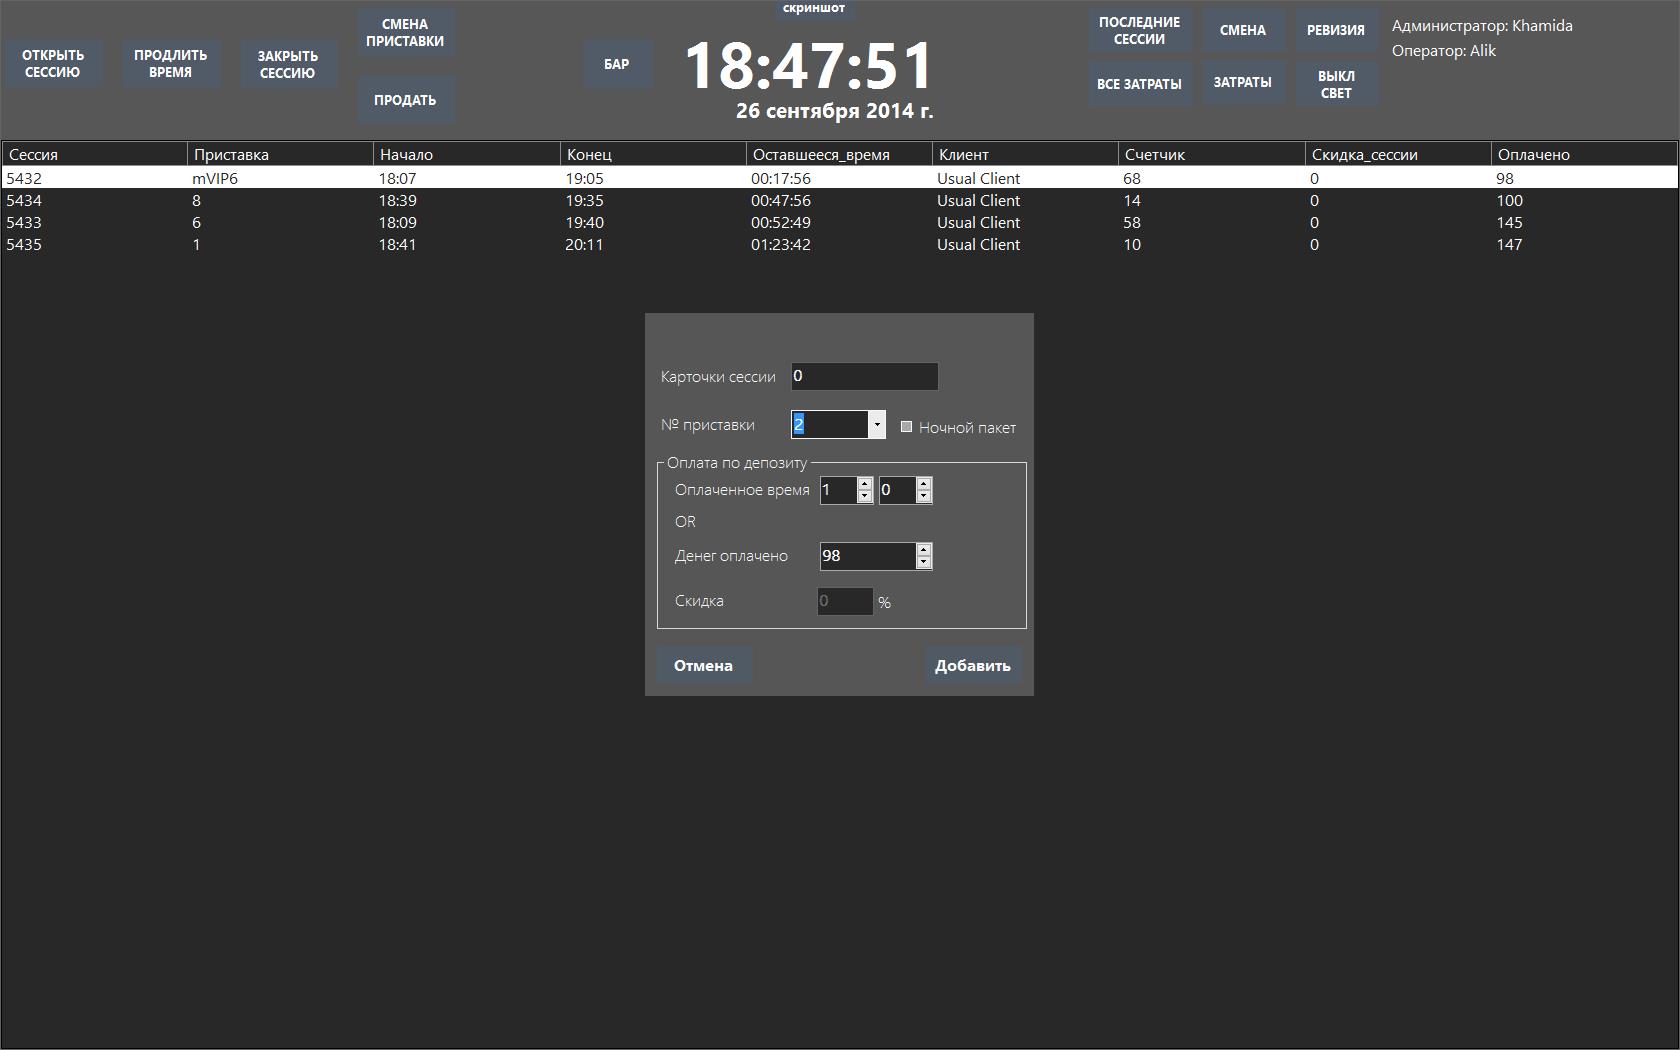 скриншот
ОТКРЫТЬ
СЕССИЮ
ПРОДЛИТЬ
ВРЕМЯ
ЗАКРЫТЬ
СЕССИЮ
СМЕНА
ПРИСТАВКИ
ПРОДАТЬ
БАР
18:47:51
26 сентября 2014 г.
ПОСЛЕДНИЕ
СЕССИИ
СМЕНА
РЕВИЗИЯ
ВСЕ ЗАТРАТЫ
ЗАТРАТЫ
ВЫКЛ
СВЕТ
Администратор: Khamida
Оператор: Alik
Сессия Приставка Начало Конец Оставшееся_время Клиент Счетчик Скидка_сессии Оплачено
5432 mVIP6 18:07 19:05 00:17:56 Usual Client 68 0 98
5434 8 18:39 19:35 00:47:56 Usual Client 14 0 100
5433 6 18:09 19:40 00:52:49 Usual Client 58 0 145
5435 1 18:41 20:11 01:23:42 Usual Client 10 0 147
Карточки сессии 0
№ приставки 2 Ночной пакет
Оплата по депозиту
Оплаченное время 1 0
OR
Денег оплачено 98
Скидка 0 %
Отмена Добавить